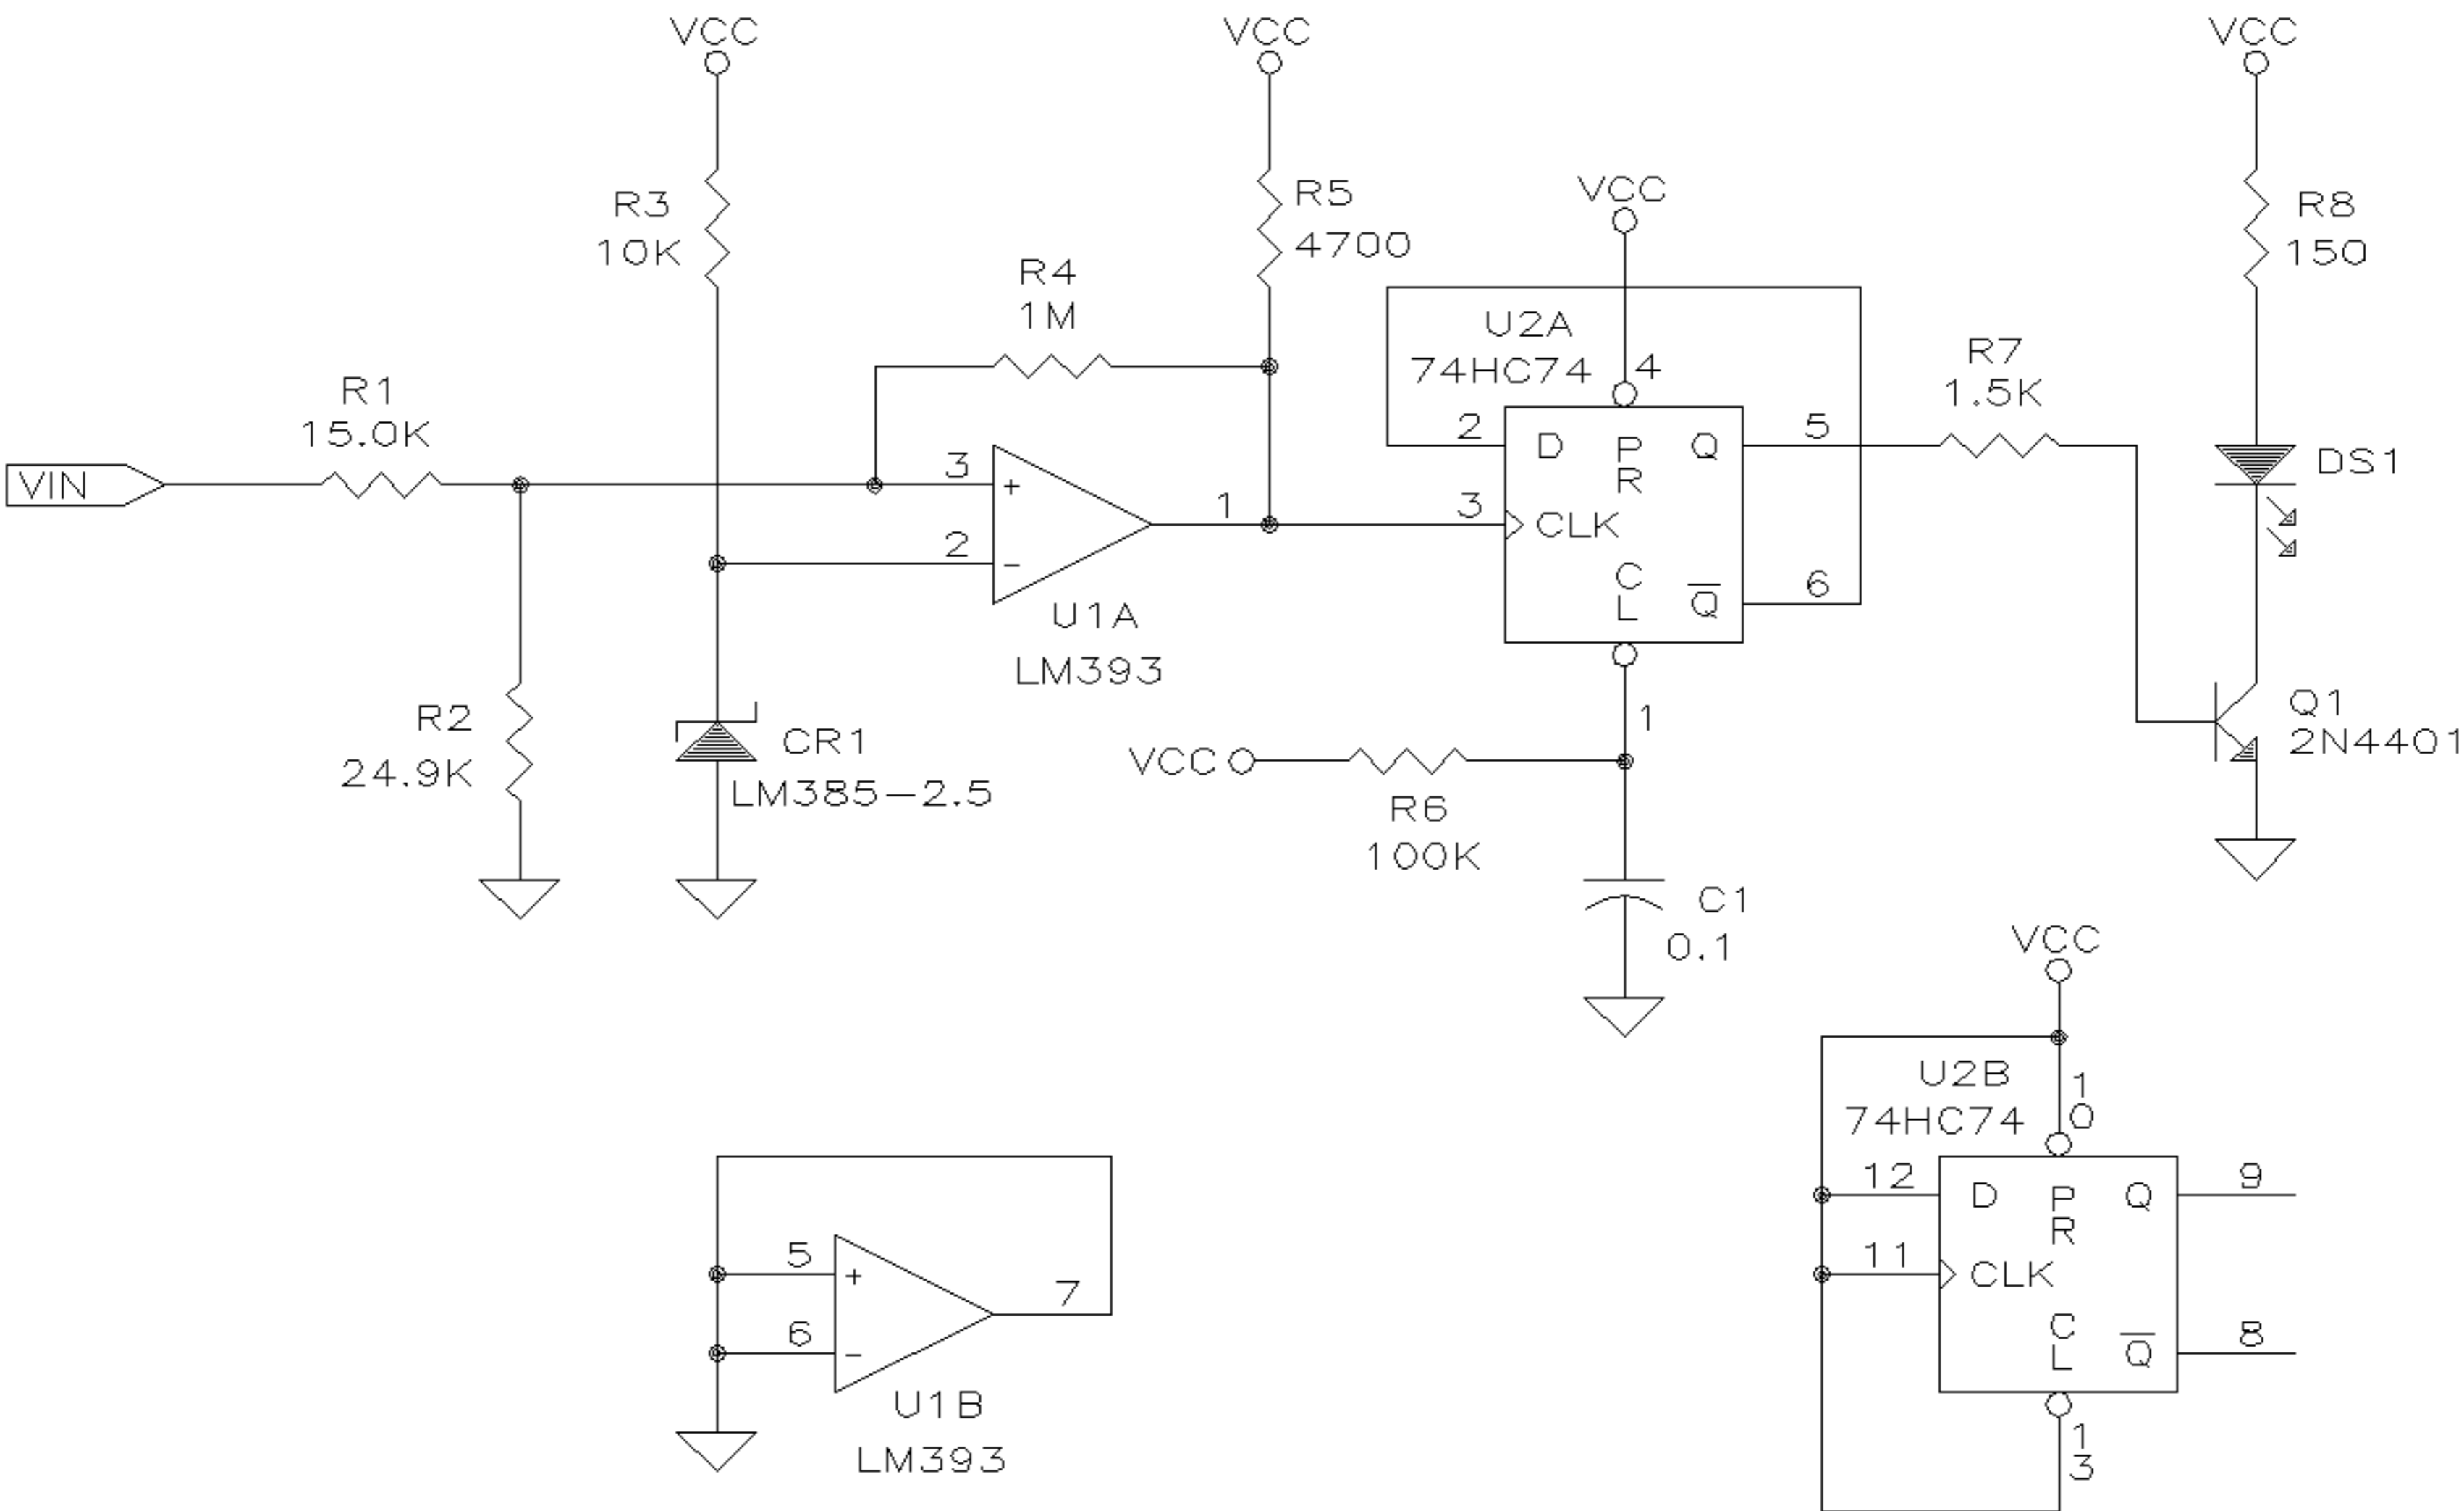 VCC
VCC
VCC
R3
10K
R5
4700
VCC
R8
150
R4
1M
U2A
74HC74
4
R7
1.5K
R1
15.0K
VIN
3
+
2
-
1
U1A
LM393
2
D
P
R
Q
5
3
CLK
C
L
Q
6
1
DS1
R2
24.9K
CR1
LM385-2.5
Q1
2N4401
VCC
R6
100K
C1
0.1
VCC
U2B
74HC74
1
0
12
D
P
R
Q
9
11
CLK
C
L
Q
8
1
3
5
+
6
-
7
U1B
LM393